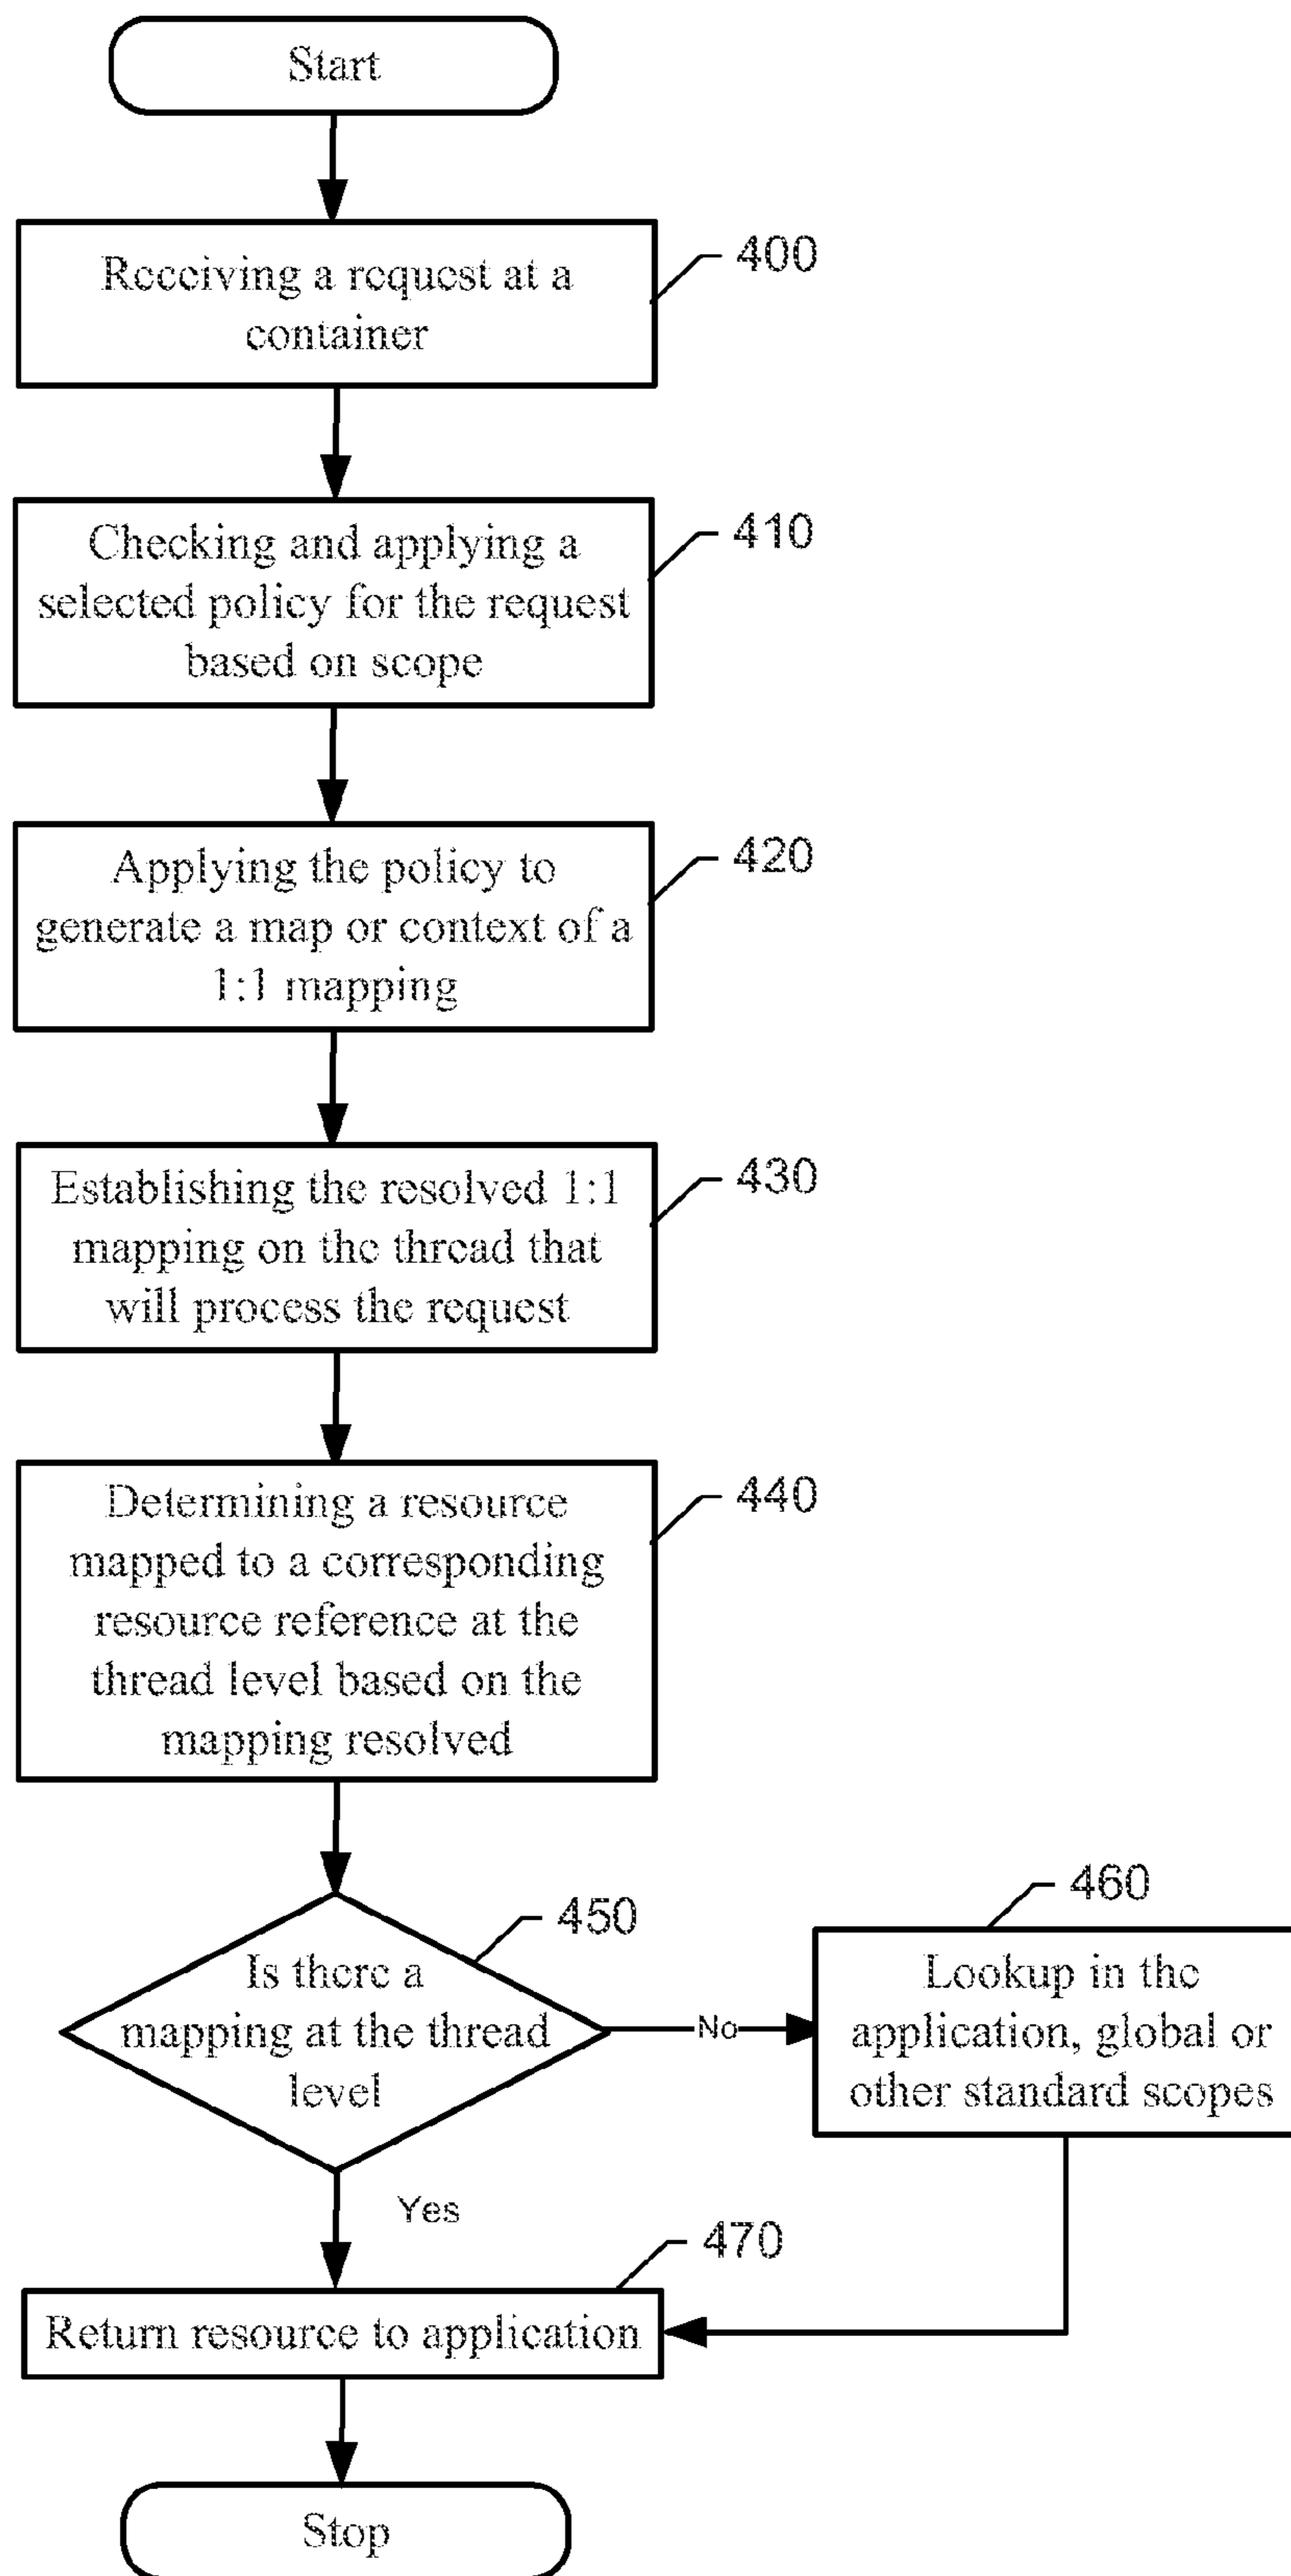 Start
Receiving a request at a
container
400
Checking and applying a
selected policy for the request
based on scope
410
Applying the policy to
generate a map or context of a
1:1 mapping
420
Establishing the resolved 1:1
mapping on the thread that
will process the request
430
Determining a resource
mapped to a corresponding
resource reference at the
thread level based on the
mapping resolved
440
Is there a
mapping at the thread
level
450
No
Lookup in the
application, global or
other standard scopes
460
Yes
Return resource to application
470
Stop